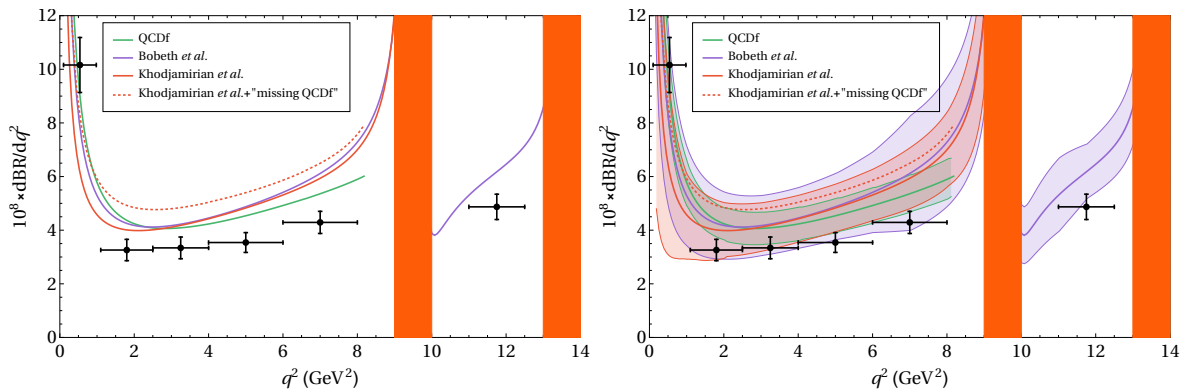 12
10
8
6
4
2
0
10⁸ * dBR/dq²
QCDf
Bobeth et al.
Khodjamirian et al.
Khodjamirian et al.+"missing QCDf"
0 2 4 6 8 10 12 14
q² (GeV²)
12
10
8
6
4
2
0
10⁸ * dBR/dq²
QCDf
Bobeth et al.
Khodjamirian et al.
Khodjamirian et al.+"missing QCDf"
0 2 4 6 8 10 12 14
q² (GeV²)